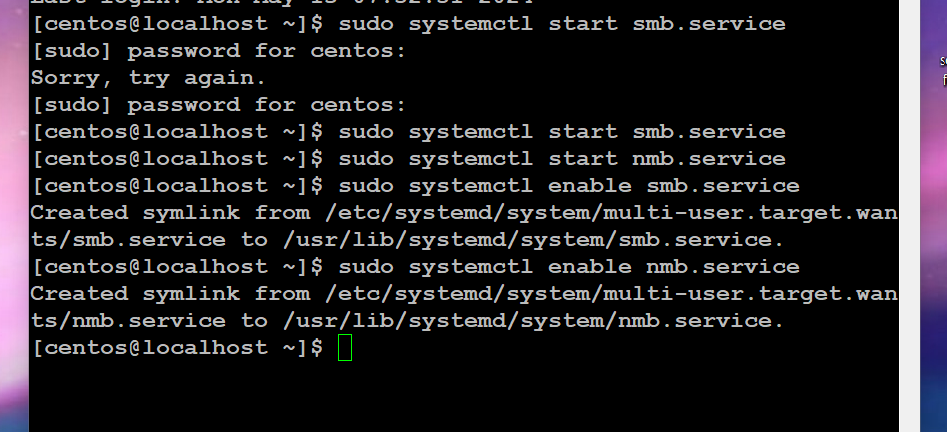 [centos@localhost ~]$ sudo systemctl start smb.service
[sudo] password for centos:
Sorry, try again.
[sudo] password for centos:
[centos@localhost ~]$ sudo systemctl start smb.service
[centos@localhost ~]$ sudo systemctl start nmb.service
[centos@localhost ~]$ sudo systemctl enable smb.service
Created symlink from /etc/systemd/system/multi-user.target.wan
ts/smb.service to /usr/lib/systemd/system/smb.service.
[centos@localhost ~]$ sudo systemctl enable nmb.service
Created symlink from /etc/systemd/system/multi-user.target.wan
ts/nmb.service to /usr/lib/systemd/system/nmb.service.
[centos@localhost ~]$